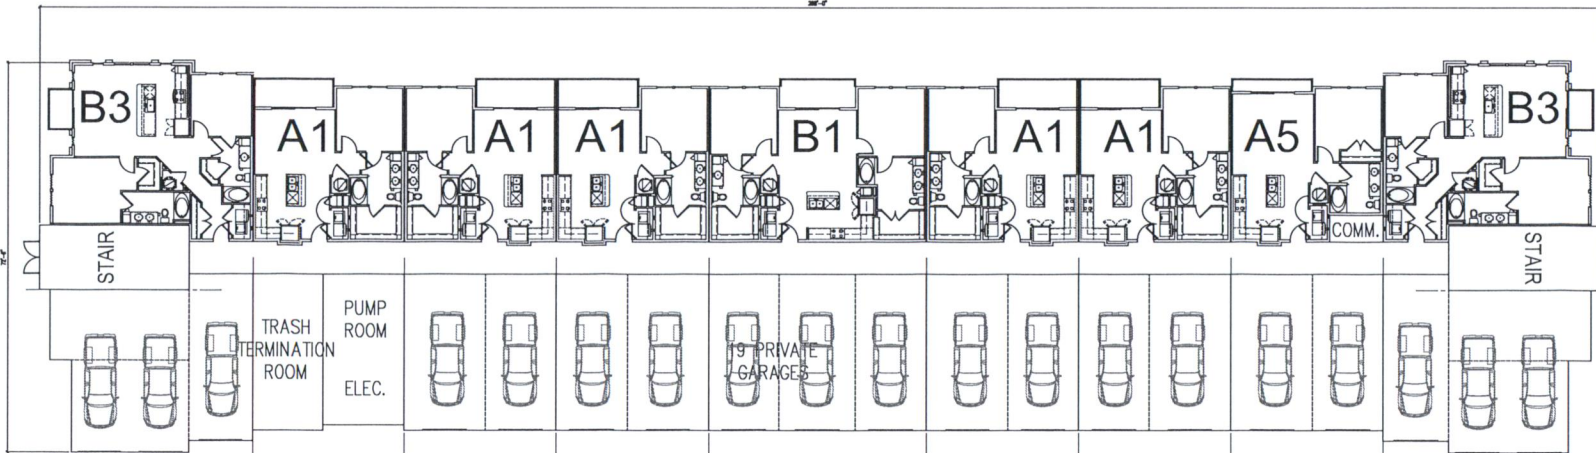 B3
A1
A1
A1
B1
A1
A1
A5
B3
COMM.
STAIR
STAIR
TRASH
TERMINATION
ROOM
PUMP
ROOM
ELEC.
19 PRIVATE
GARAGES